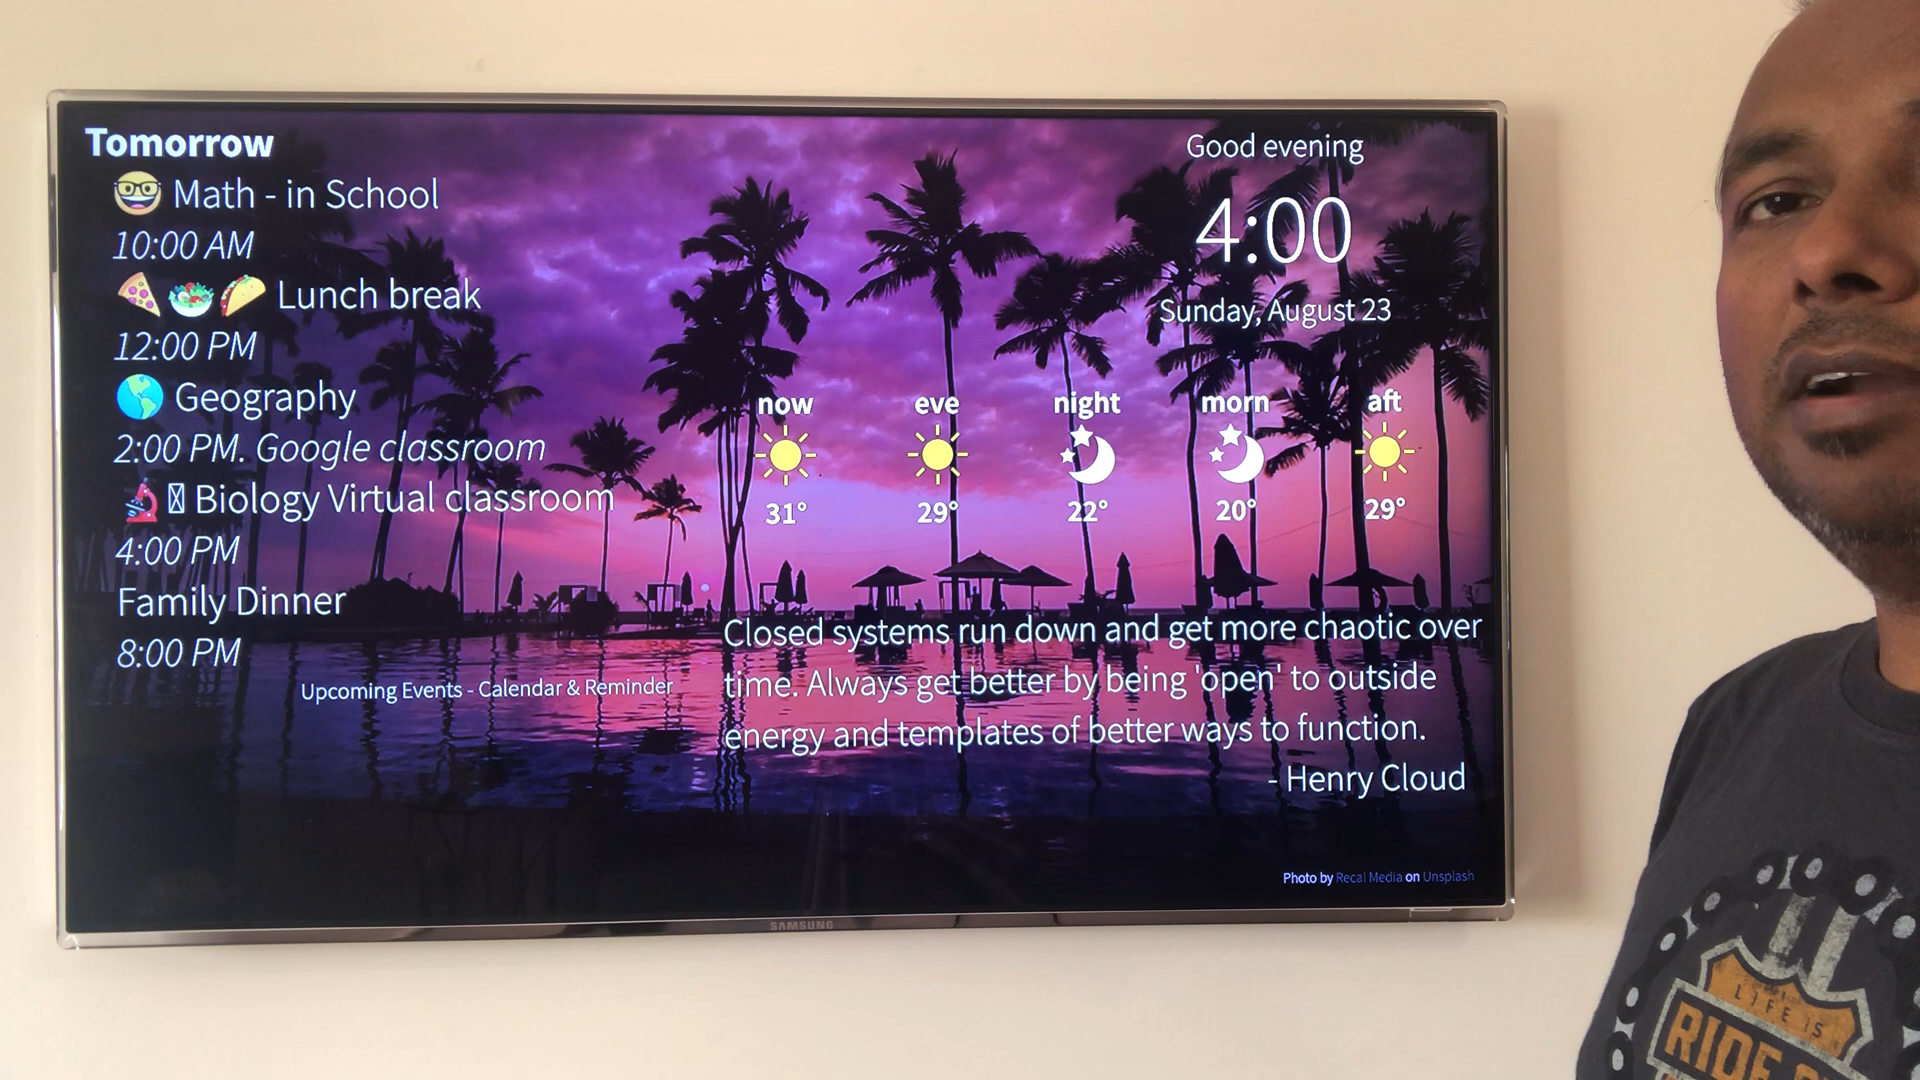 Tomorrow
Math - in School
10:00 AM
Lunch break
12:00 PM
Geography
2:00 PM. Google classroom
Biology Virtual classroom
4:00 PM
Family Dinner
8:00 PM
Upcoming Events - Calendar & Reminder
Good evening
4:00
Sunday, August 23
now eve night morn aft
31° 29° 22° 20° 29°
Closed systems run down and get more chaotic over
time. Always get better by being 'open' to outside
energy and templates of better ways to function.
- Henry Cloud
Photo by Recal Media on Unsplash
SAMSUNG
LIFE IS
RIDE